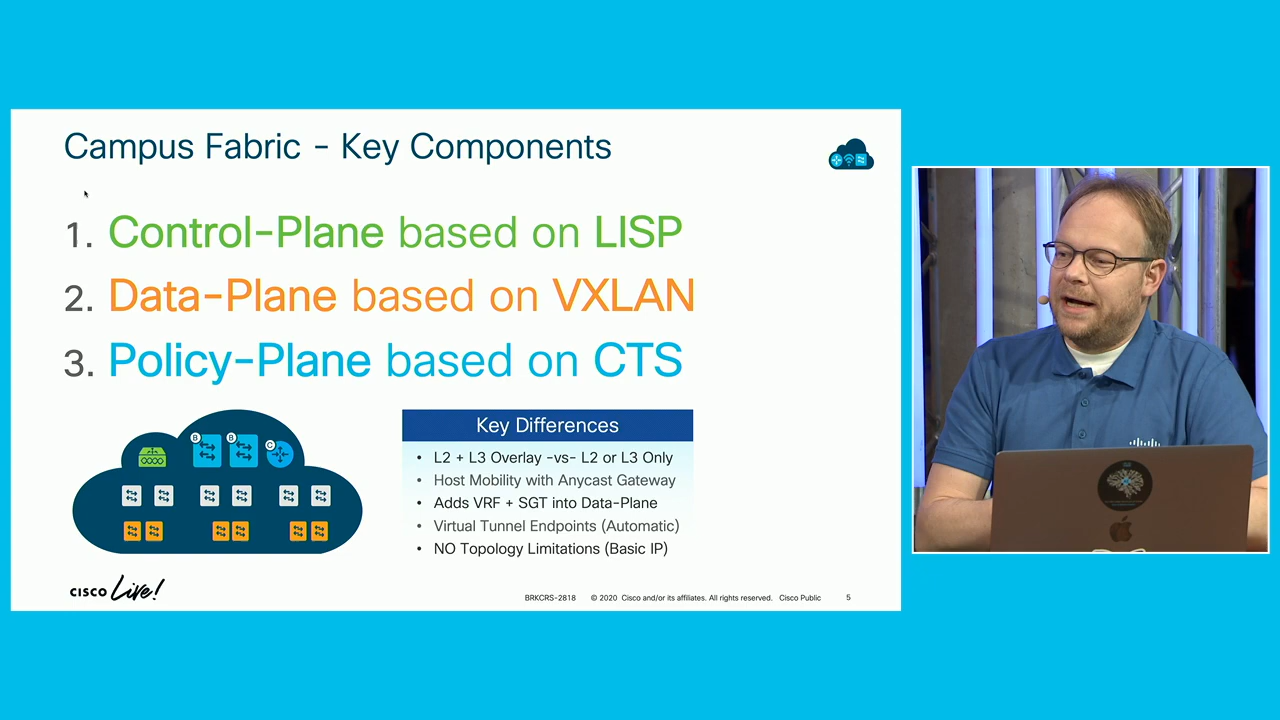 Campus Fabric - Key Components
1. Control-Plane based on LISP
2. Data-Plane based on VXLAN
3. Policy-Plane based on CTS
B
B
C
Key Differences
• L2 + L3 Overlay -vs- L2 or L3 Only
• Host Mobility with Anycast Gateway
• Adds VRF + SGT into Data-Plane
• Virtual Tunnel Endpoints (Automatic)
• NO Topology Limitations (Basic IP)
CISCO Live!
BRKCRS-2818 © 2020 Cisco and/or its affiliates. All rights reserved. Cisco Public 5